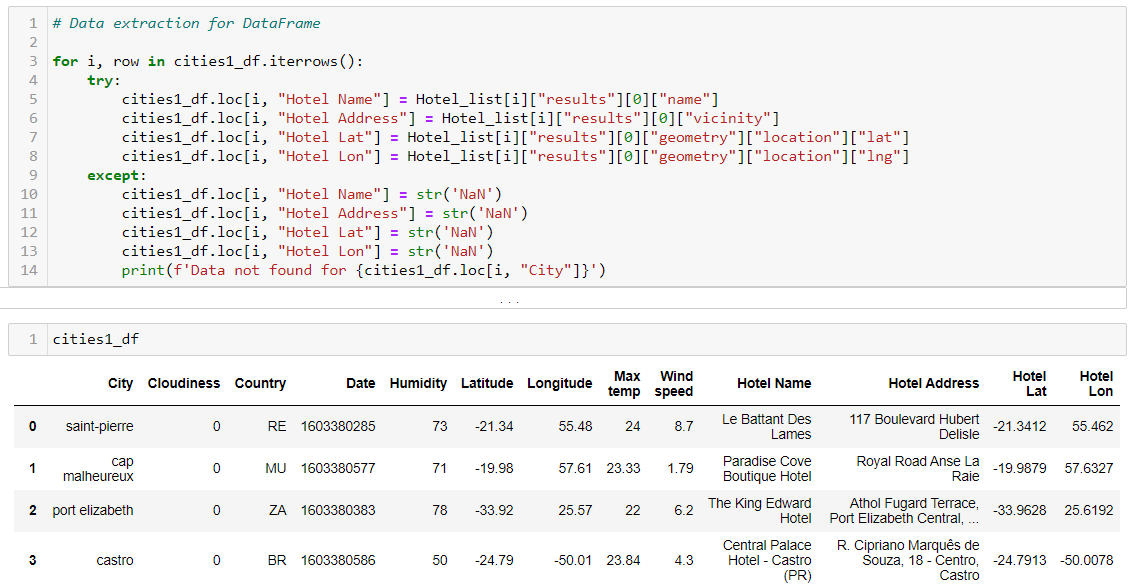 1 # Data extraction for DataFrame
2
3 for i, row in cities1_df.iterrows():
4     try:
5         cities1_df.loc[i, "Hotel Name"] = Hotel_list[i]["results"][0]["name"]
6         cities1_df.loc[i, "Hotel Address"] = Hotel_list[i]["results"][0]["vicinity"]
7         cities1_df.loc[i, "Hotel Lat"] = Hotel_list[i]["results"][0]["geometry"]["location"]["lat"]
8         cities1_df.loc[i, "Hotel Lon"] = Hotel_list[i]["results"][0]["geometry"]["location"]["lng"]
9     except:
10         cities1_df.loc[i, "Hotel Name"] = str('NaN')
11         cities1_df.loc[i, "Hotel Address"] = str('NaN')
12         cities1_df.loc[i, "Hotel Lat"] = str('NaN')
13         cities1_df.loc[i, "Hotel Lon"] = str('NaN')
14         print(f'Data not found for {cities1_df.loc[i, "City"]}')
...
1 cities1_df
City Cloudiness Country Date Humidity Latitude Longitude Max temp Wind speed Hotel Name Hotel Address Hotel Lat Hotel Lon
0 saint-pierre 0 RE 1603380285 73 -21.34 55.48 24 8.7 Le Battant Des Lames 117 Boulevard Hubert Delisle -21.3412 55.462
1 cap malheureux 0 MU 1603380577 71 -19.98 57.61 23.33 1.79 Paradise Cove Boutique Hotel Royal Road Anse La Raie -19.9879 57.6327
2 port elizabeth 0 ZA 1603380383 78 -33.92 25.57 22 6.2 The King Edward Hotel Athol Fugard Terrace, Port Elizabeth Central, ... -33.9628 25.6192
3 castro 0 BR 1603380586 50 -24.79 -50.01 23.84 4.3 Central Palace Hotel - Castro (PR) R. Cipriano Marquês de Souza, 18 - Centro, Castro -24.7913 -50.0078